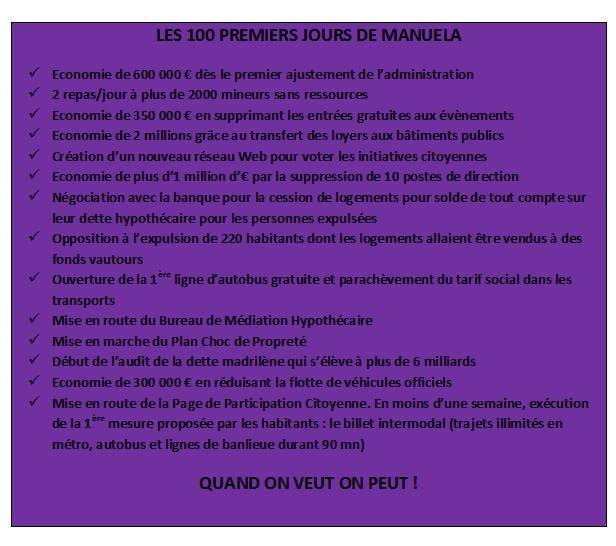 LES 100 PREMIERS JOURS DE MANUELA
✓ Economie de 600 000 € dès le premier ajustement de l’administration
✓ 2 repas/jour à plus de 2000 mineurs sans ressources
✓ Economie de 350 000 € en supprimant les entrées gratuites aux évènements
✓ Economie de 2 millions grâce au transfert des loyers aux bâtiments publics
✓ Création d’un nouveau réseau Web pour voter les initiatives citoyennes
✓ Economie de plus d’1 million d’€ par la suppression de 10 postes de direction
✓ Négociation avec la banque pour la cession de logements pour solde de tout compte sur
leur dette hypothécaire pour les personnes expulsées
✓ Opposition à l’expulsion de 220 habitants dont les logements allaient être vendus à des
fonds vautours
✓ Ouverture de la 1ère ligne d’autobus gratuite et parachèvement du tarif social dans les
transports
✓ Mise en route du Bureau de Médiation Hypothécaire
✓ Mise en marche du Plan Choc de Propreté
✓ Début de l’audit de la dette madrilène qui s’élève à plus de 6 milliards
✓ Economie de 300 000 € en réduisant la flotte de véhicules officiels
✓ Mise en route de la Page de Participation Citoyenne. En moins d’une semaine, exécution
de la 1ère mesure proposée par les habitants : le billet intermodal (trajets illimités en
métro, autobus et lignes de banlieue durant 90 mn)
QUAND ON VEUT ON PEUT !